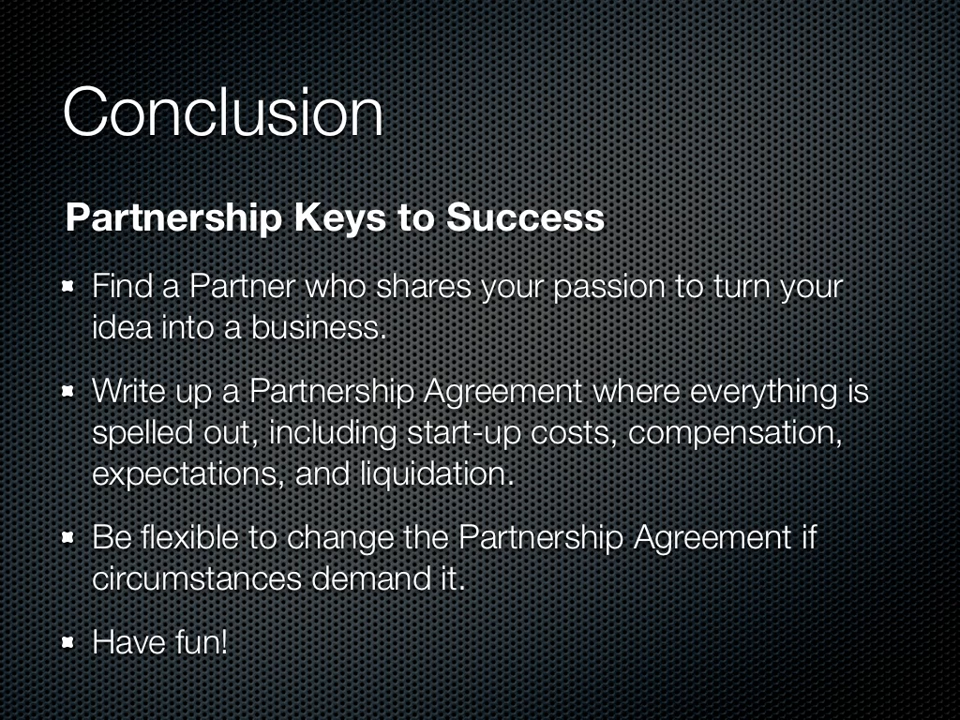 Conclusion
Partnership Keys to Success
Find a Partner who shares your passion to turn your
idea into a business.
Write up a Partnership Agreement where everything is
spelled out, including start-up costs, compensation,
expectations, and liquidation.
Be flexible to change the Partnership Agreement if
circumstances demand it.
Have fun!